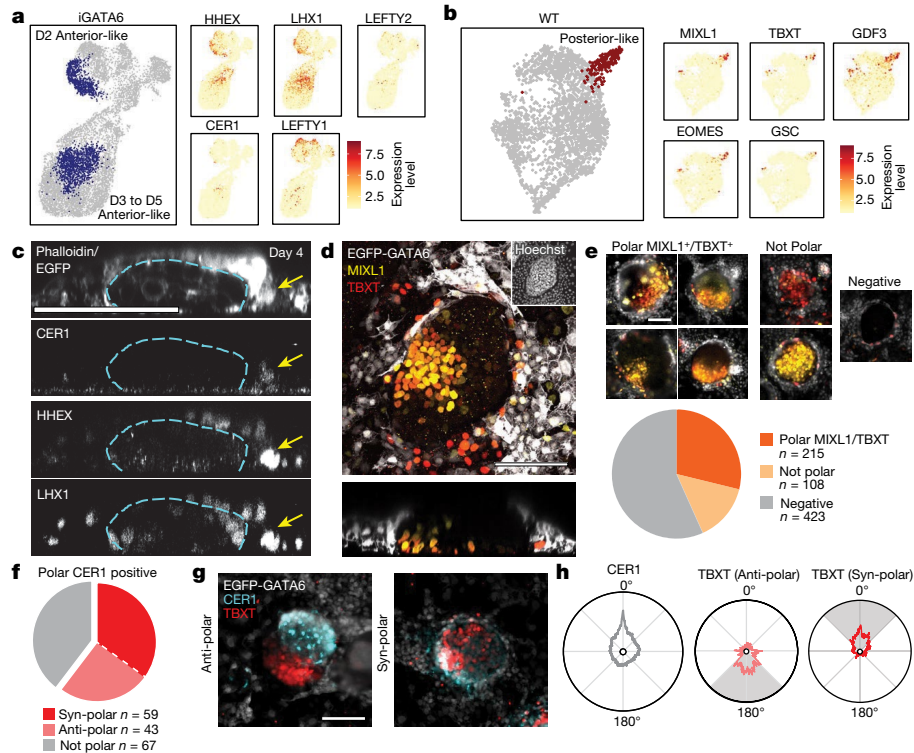 a
iGATA6
D2 Anterior-like
D3 to D5
Anterior-like
HHEX
LHX1
LEFTY2
CER1
LEFTY1
7.5
5.0
2.5
Expression
level
b
WT
Posterior-like
MIXL1
TBXT
GDF3
EOMES
GSC
7.5
5.0
2.5
Expression
level
c
Phalloidin/
EGFP
Day 4
CER1
HHEX
LHX1
d
EGFP-GATA6
MIXL1
TBXT
Hoechst
e
Polar MIXL1+/TBXT+
Not Polar
Negative
Polar MIXL1/TBXT
n = 215
Not polar
n = 108
Negative
n = 423
f
Polar CER1 positive
Syn-polar n = 59
Anti-polar n = 43
Not polar n = 67
g
Anti-polar
EGFP-GATA6
CER1
TBXT
Syn-polar
h
CER1
0°
180°
TBXT (Anti-polar)
0°
180°
TBXT (Syn-polar)
0°
180°